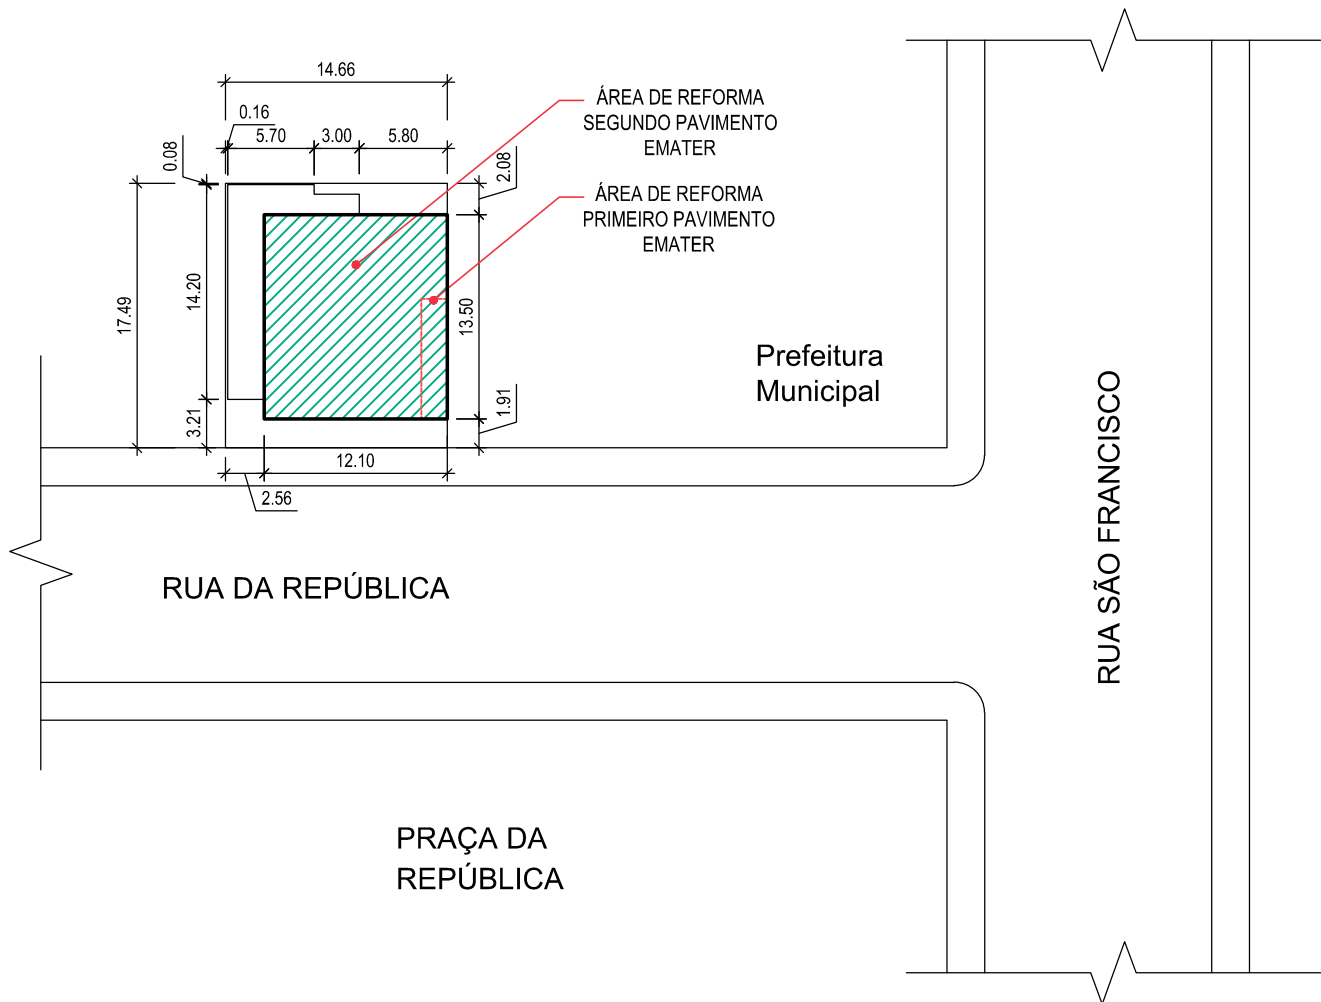 14.66
0.16
5.70
3.00
5.80
0.08
2.08
ÁREA DE REFORMA
SEGUNDO PAVIMENTO
EMATER
ÁREA DE REFORMA
PRIMEIRO PAVIMENTO
EMATER
17.49
14.20
13.50
3.21
1.91
12.10
2.56
Prefeitura
Municipal
RUA SÃO FRANCISCO
RUA DA REPÚBLICA
PRAÇA DA
REPÚBLICA